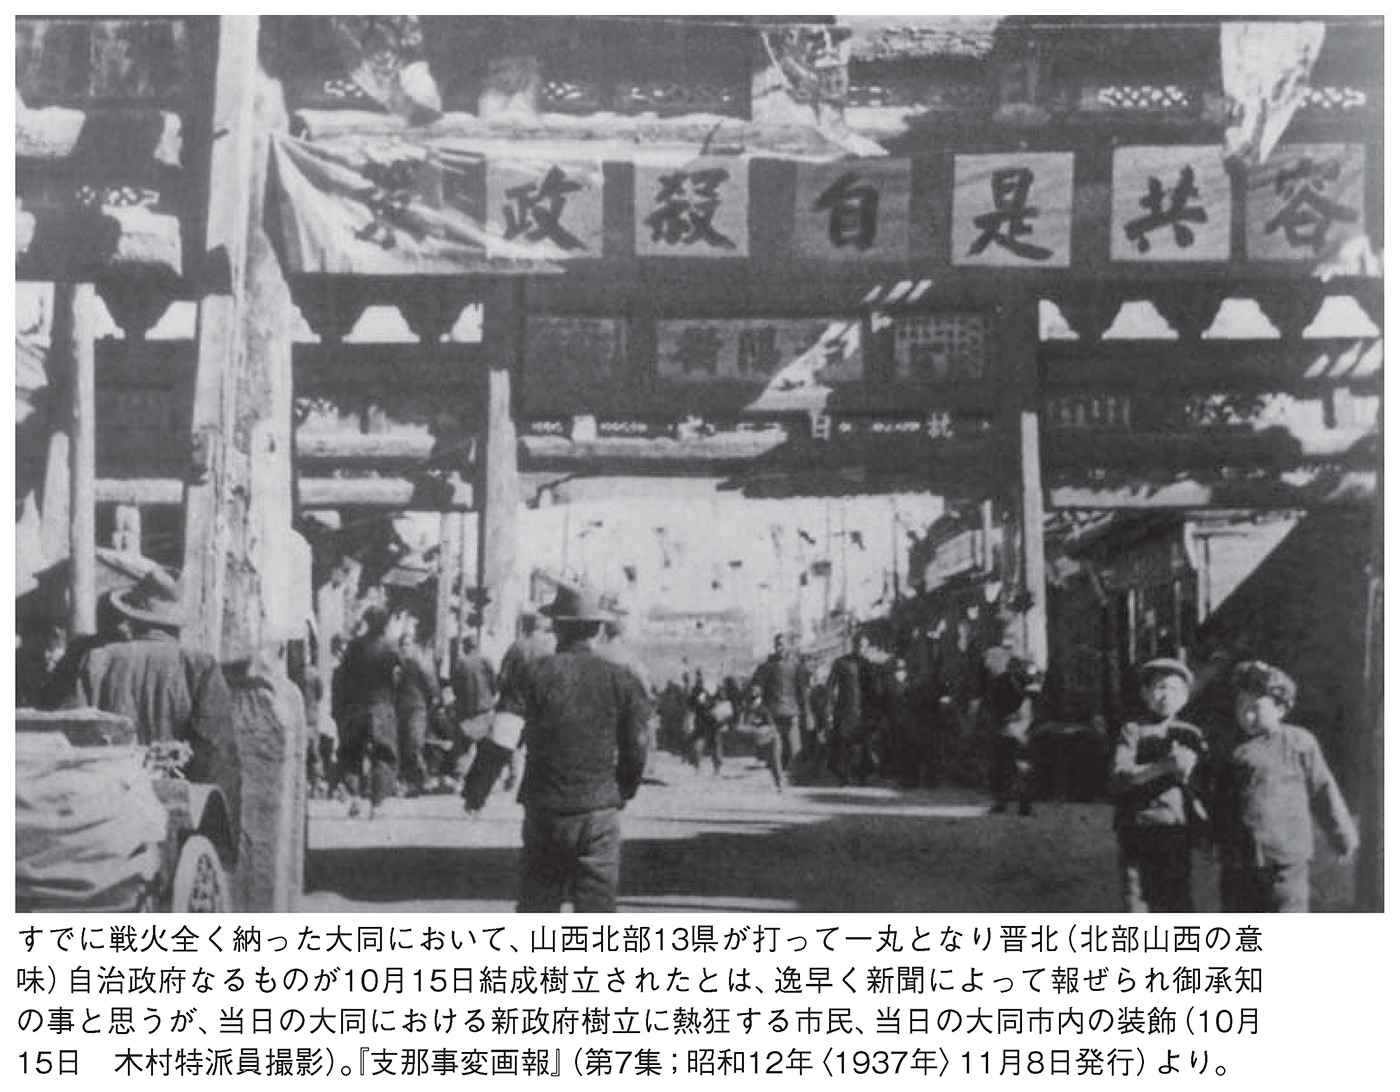 容共是自殺政策
すでに戦火全く納った大同において、山西北部13県が打って一丸となり晋北（北部山西の意
味）自治政府なるものが10月15日結成樹立されたとは、逸早く新聞によって報ぜられ御承知
の事と思うが、当日の大同における新政府樹立に熱狂する市民、当日の大同市内の装飾（10月
15日　木村特派員撮影）。『支那事変画報』（第7集；昭和12年〈1937年〉11月8日発行）より。